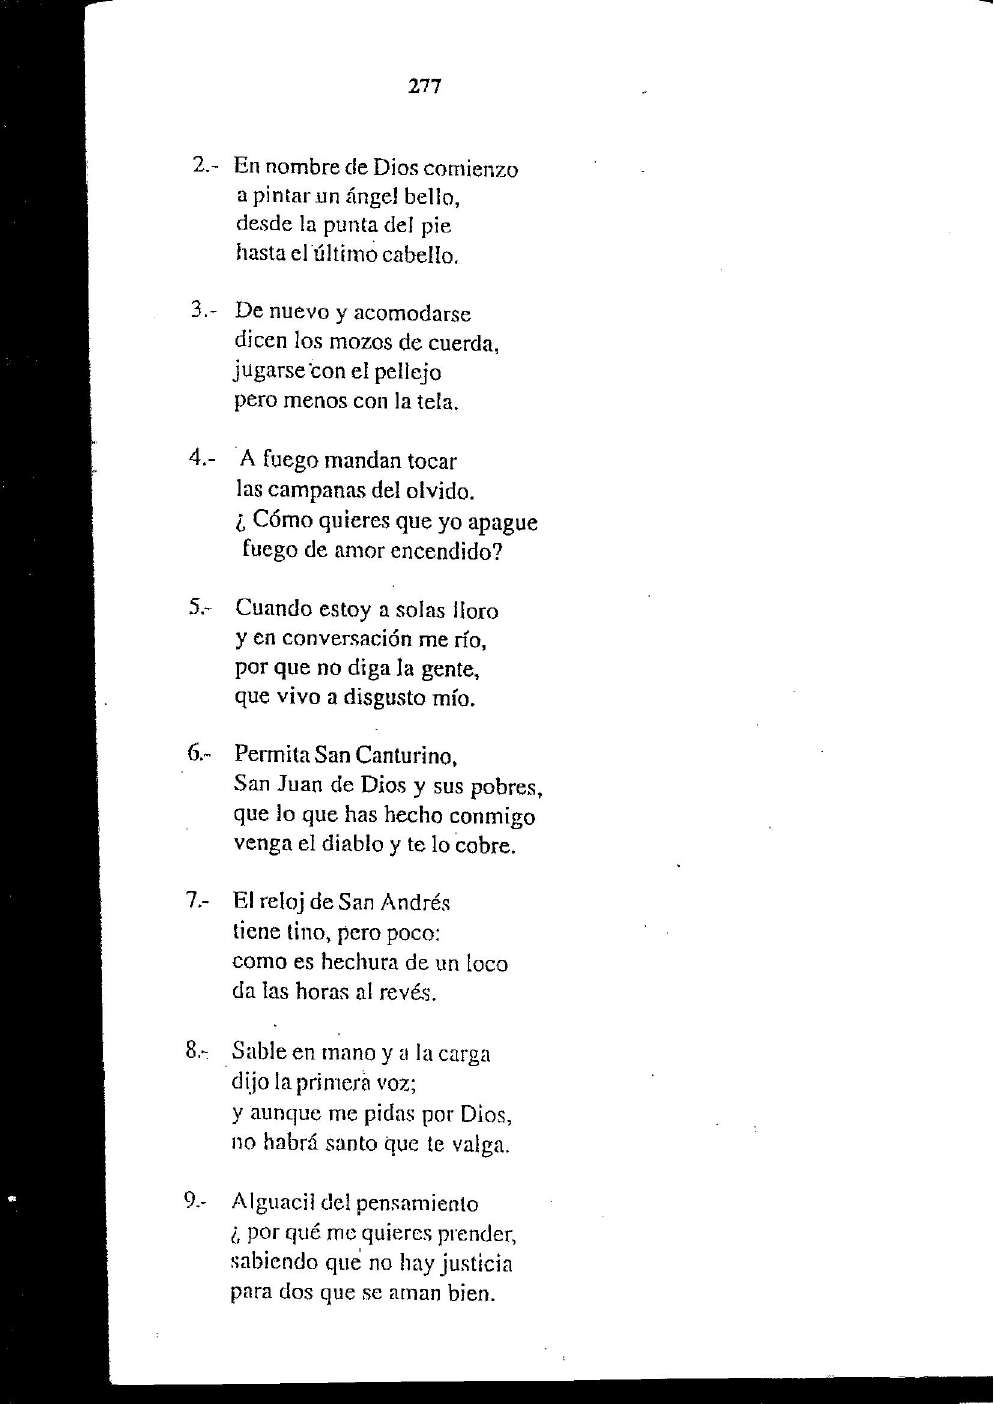 277
2.- En nombre de Dios comienzo
a pintar un ángel bello,
desde la punta del pie
hasta el último cabello.
3.- De nuevo y acomodarse
dicen los mozos de cuerda,
jugarse con el pellejo
pero menos con la tela.
4.- A fuego mandan tocar
las campanas del olvido.
¿ Cómo quieres que yo apague
fuego de amor encendido?
5.- Cuando estoy a solas lloro
y en conversación me río,
por que no diga la gente,
que vivo a disgusto mío.
6.- Permita San Canturino,
San Juan de Dios y sus pobres,
que lo que has hecho conmigo
venga el diablo y te lo cobre.
7.- El reloj de San Andrés
tiene tino, pero poco:
como es hechura de un loco
da las horas al revés.
8.- Sable en mano y a la carga
dijo la primera voz;
y aunque me pidas por Dios,
no habrá santo que te valga.
9.- Alguacil del pensamiento
¿ por qué me quieres prender,
sabiendo que no hay justicia
para dos que se aman bien.